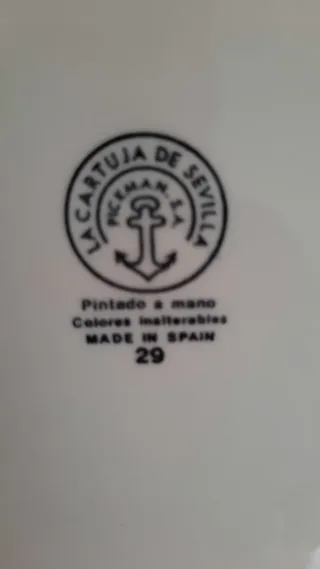 LA CARTUJA DE SEVILLA
PICKMAN, S.A.
Pintado a mano
Colores inalterables
MADE IN SPAIN
29